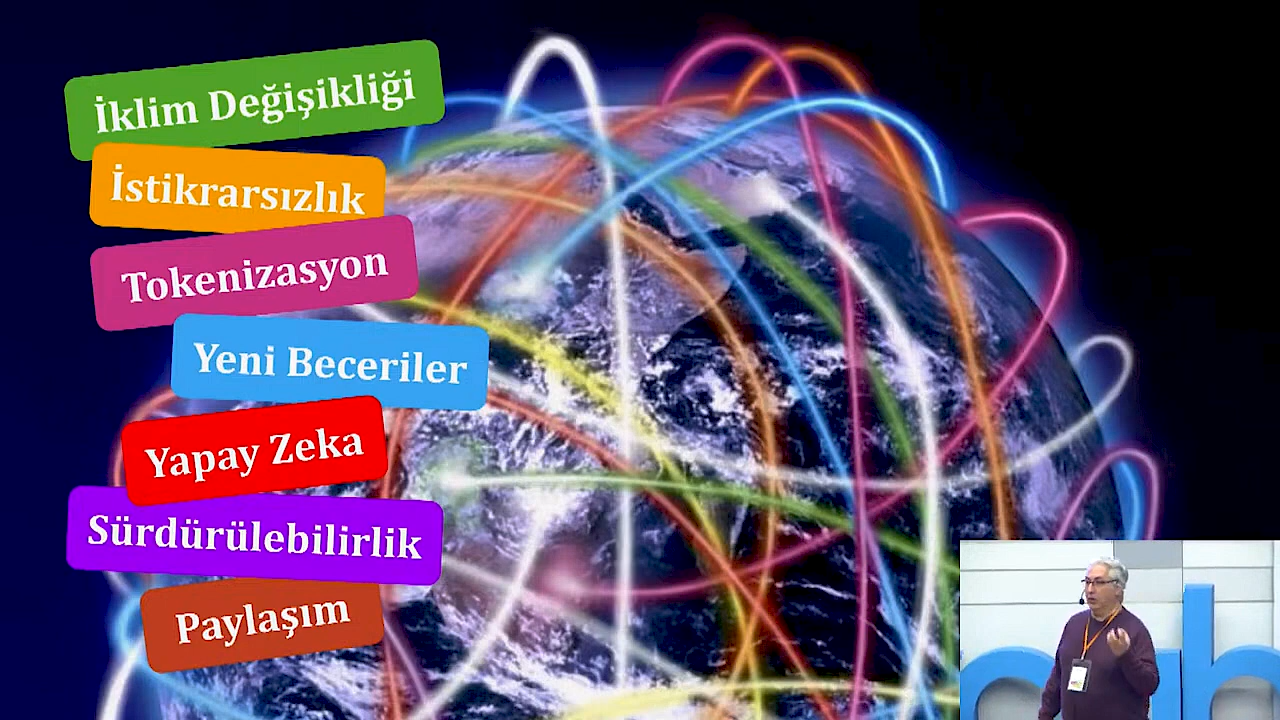 İklim Değişikliği
İstikrarsızlık
Tokenizasyon
Yeni Beceriler
Yapay Zeka
Sürdürülebilirlik
Paylaşım